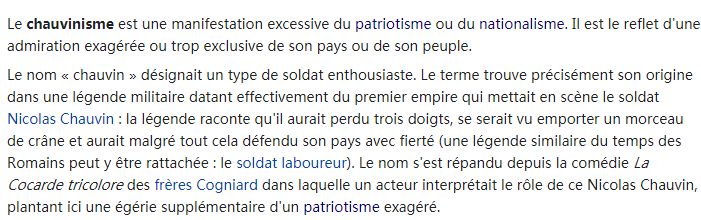 Le chauvinisme est une manifestation excessive du patriotisme ou du nationalisme. Il est le reflet d'une
admiration exagérée ou trop exclusive de son pays ou de son peuple.
Le nom « chauvin » désignait un type de soldat enthousiaste. Le terme trouve précisément son origine
dans une légende militaire datant effectivement du premier empire qui mettait en scène le soldat
Nicolas Chauvin : la légende raconte qu'il aurait perdu trois doigts, se serait vu emporter un morceau
de crâne et aurait malgré tout cela défendu son pays avec fierté (une légende similaire du temps des
Romains peut y être rattachée : le soldat laboureur). Le nom s'est répandu depuis la comédie La
Cocarde tricolore des frères Cogniard dans laquelle un acteur interprétait le rôle de ce Nicolas Chauvin,
plantant ici une égérie supplémentaire d'un patriotisme exagéré.